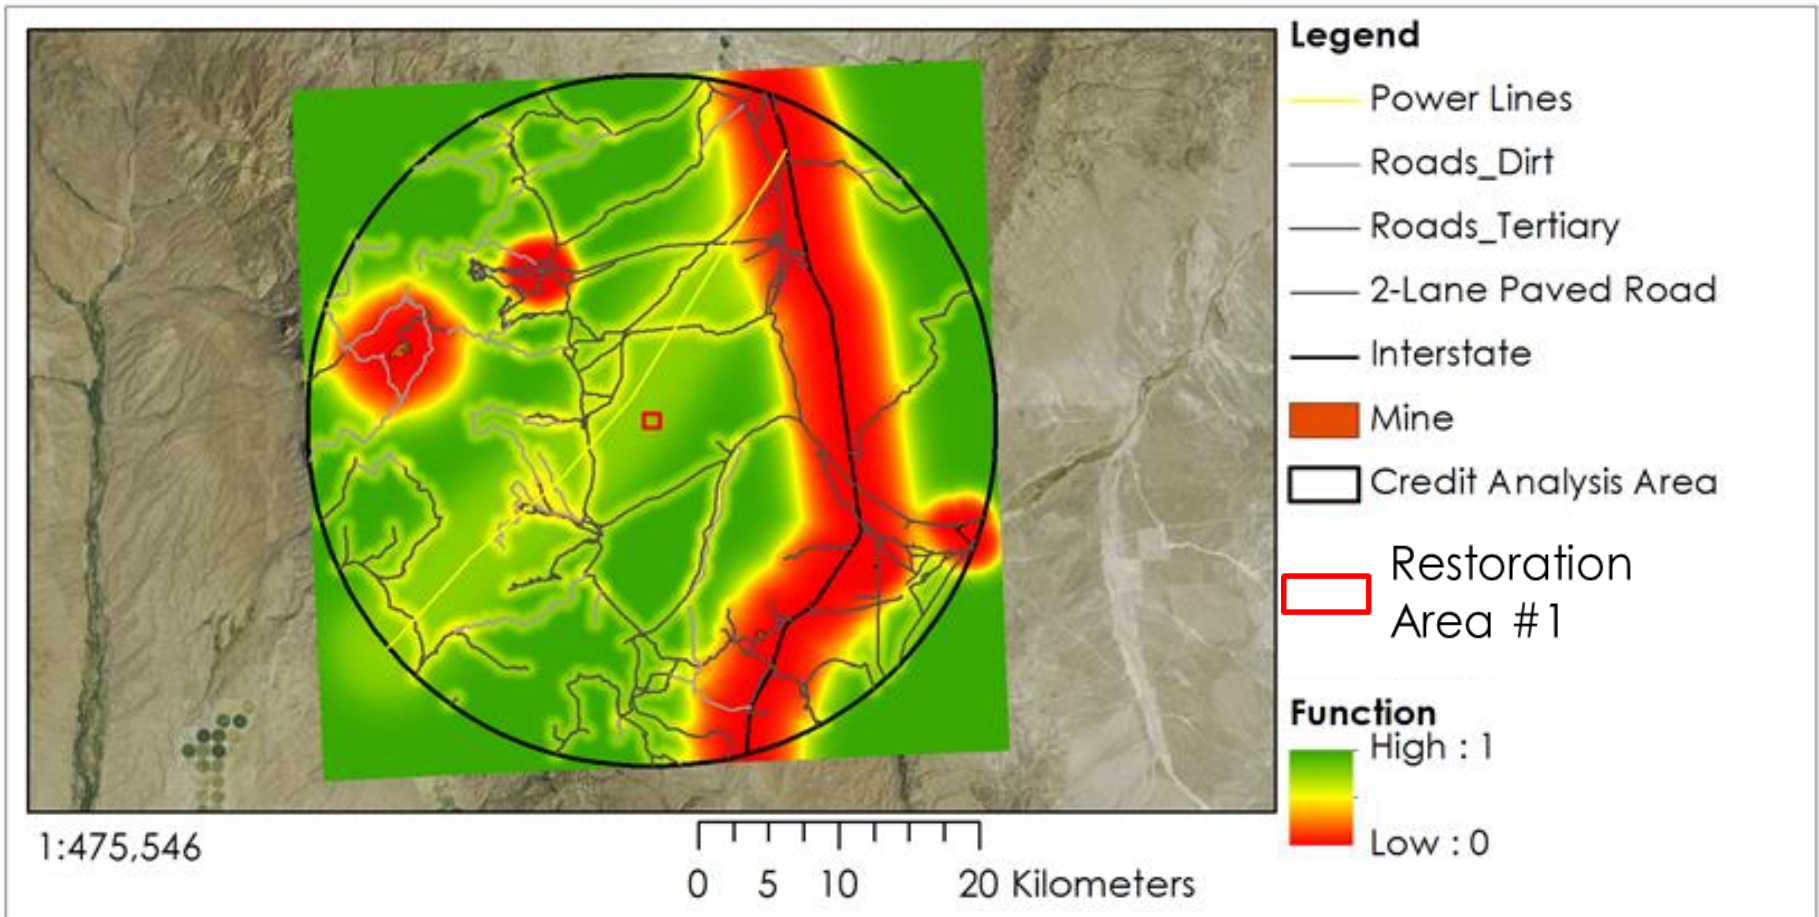 Legend
Power Lines
Roads_Dirt
Roads_Tertiary
2-Lane Paved Road
Interstate
Mine
Credit Analysis Area
Restoration
Area #1
Function
High : 1
Low : 0
1:475,546
0 5 10 20 Kilometers